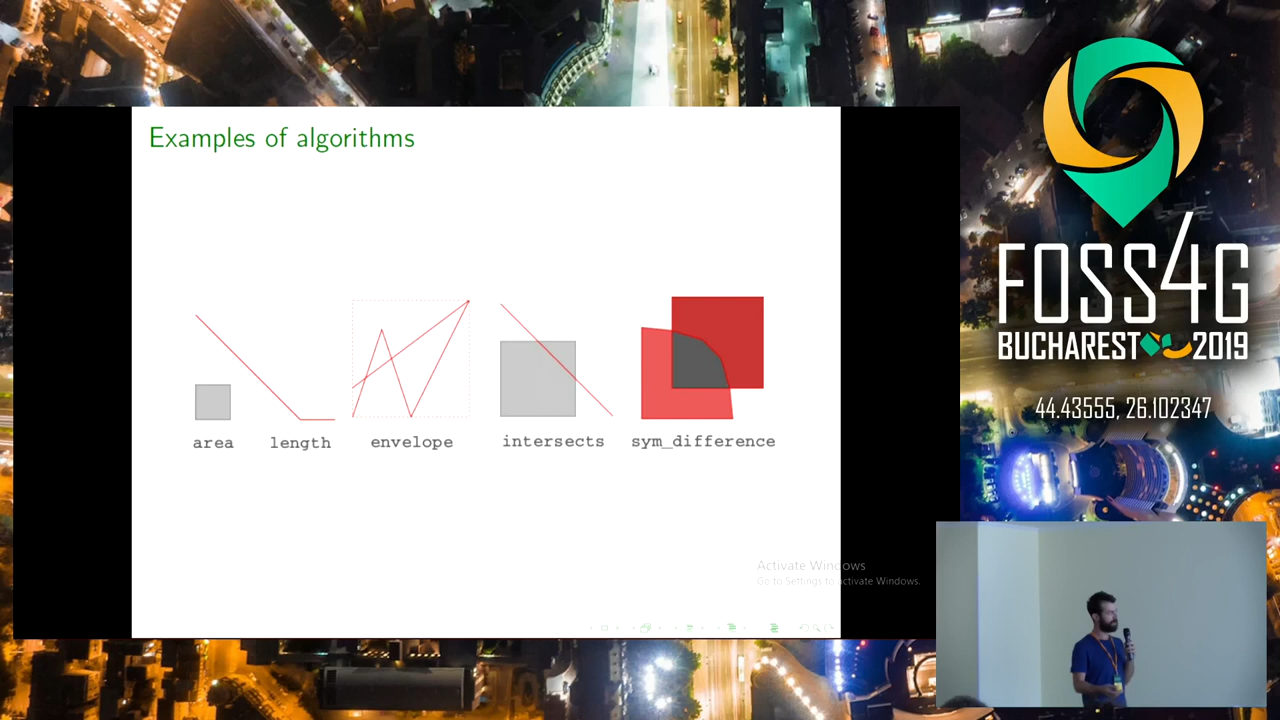 Examples of algorithms
area
length
envelope
intersects
sym_difference
Activate Windows
Go to Settings to activate Windows.
FOSS4G
BUCHAREST 2019
44.43555, 26.102347